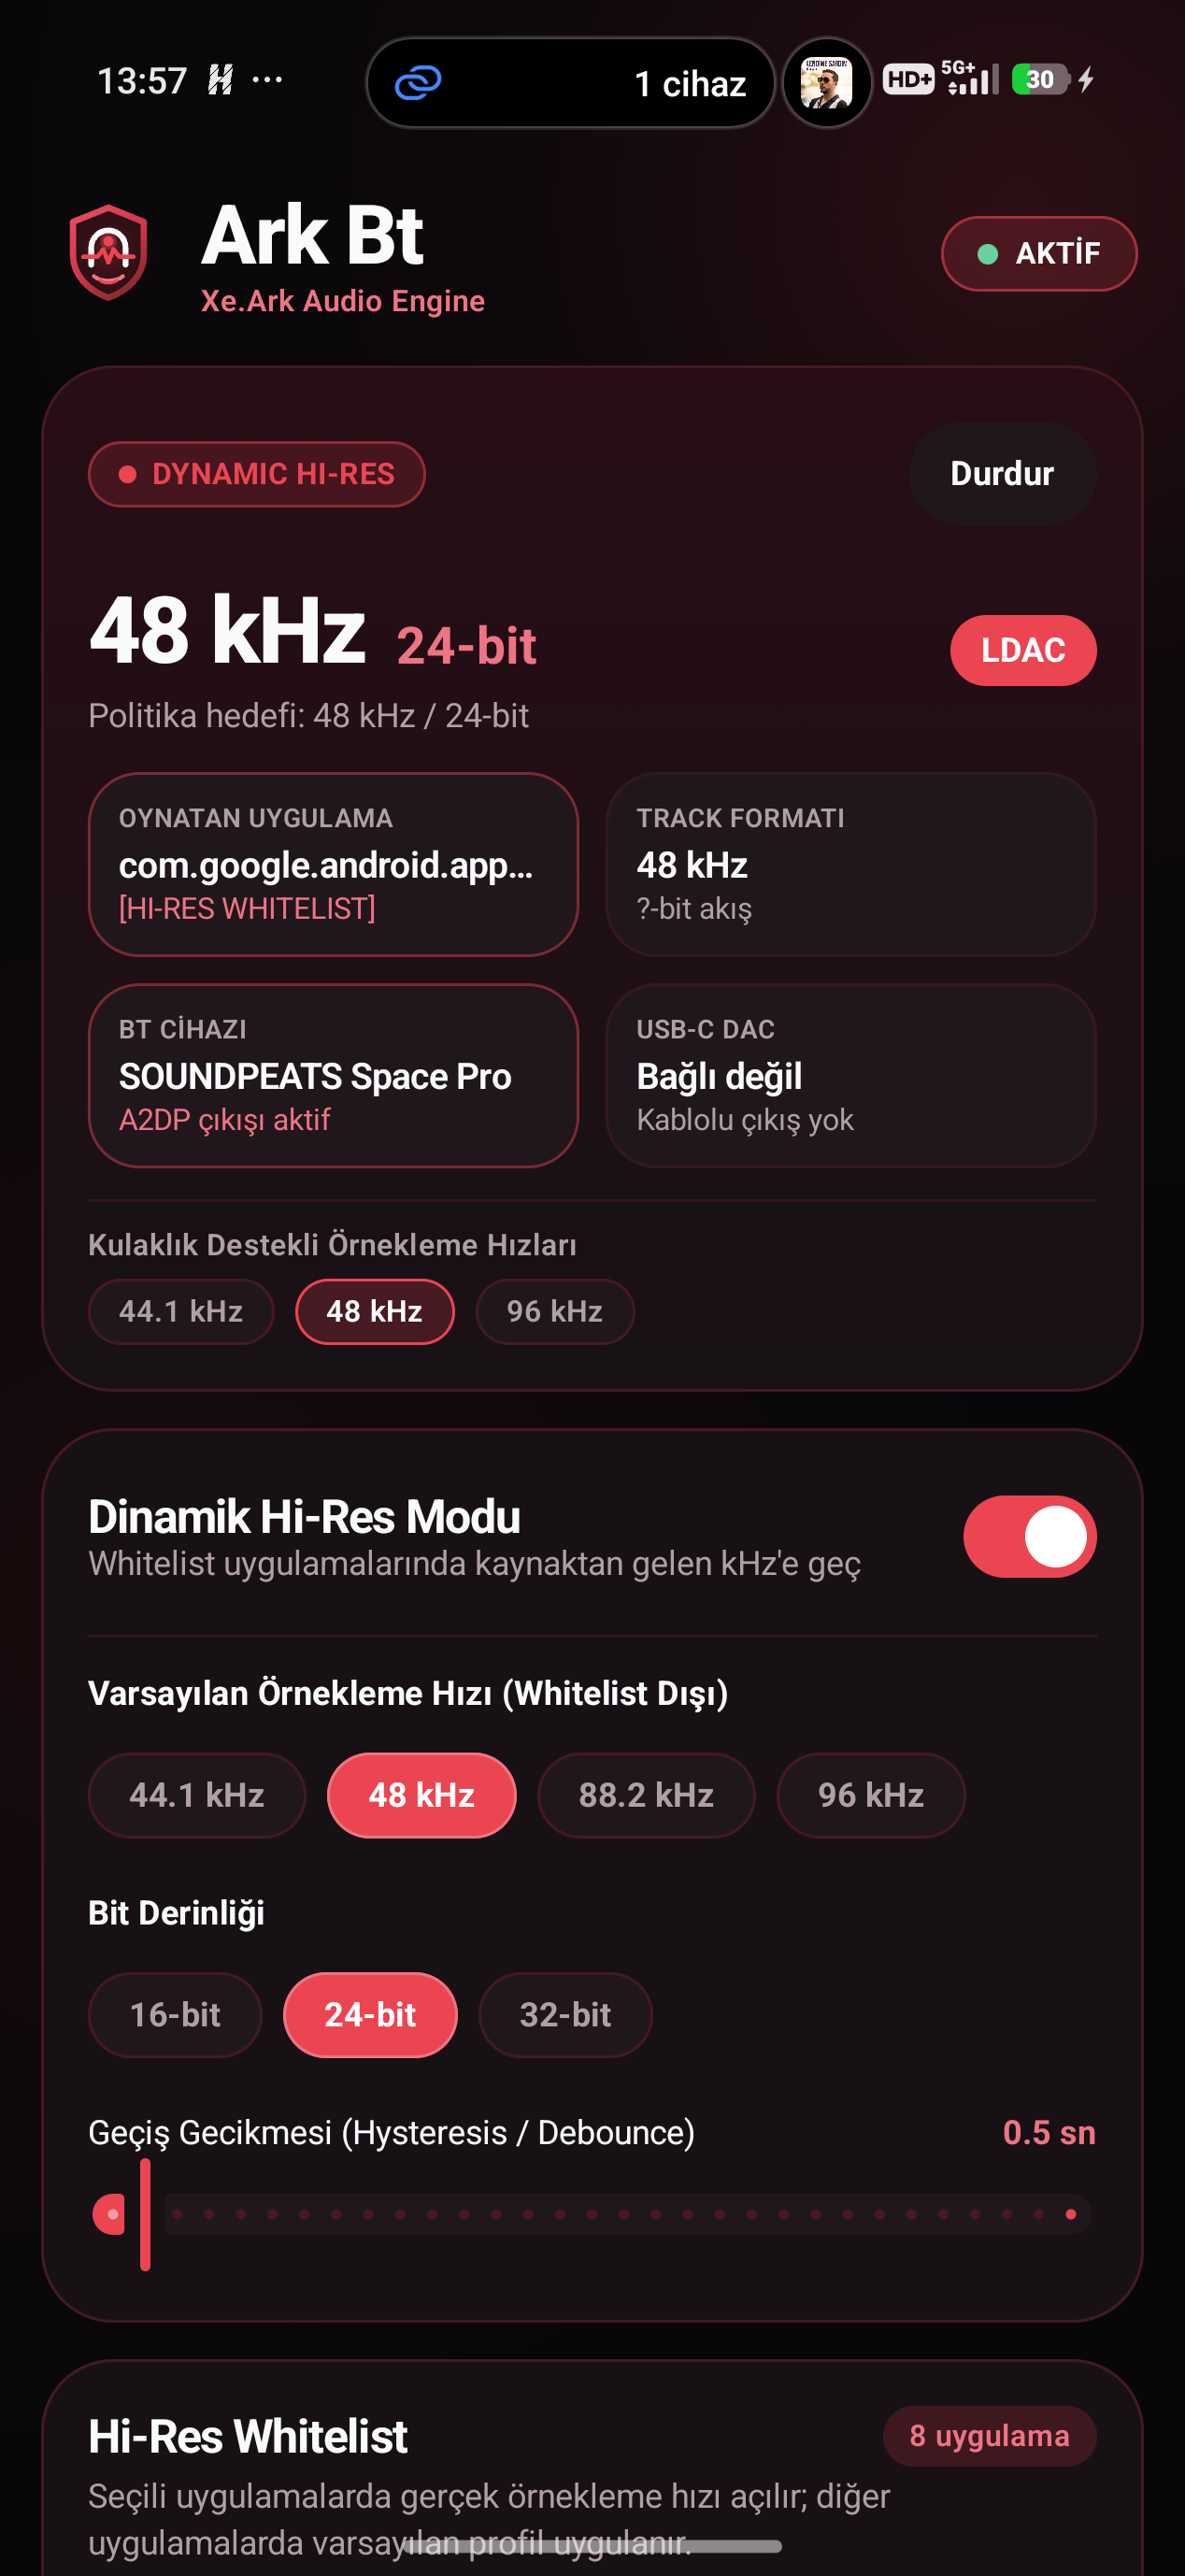 13:57
1 cihaz
HD+
5G+
30
Ark Bt
Xe.Ark Audio Engine
AKTİF
DYNAMIC HI-RES
Durdur
48 kHz 24-bit
LDAC
Politika hedefi: 48 kHz / 24-bit
OYNATAN UYGULAMA
com.google.android.app...
[HI-RES WHITELIST]
TRACK FORMATI
48 kHz
?-bit akış
BT CİHAZI
SOUNDPEATS Space Pro
A2DP çıkışı aktif
USB-C DAC
Bağlı değil
Kablolu çıkış yok
Kulaklık Destekli Örnekleme Hızları
44.1 kHz
48 kHz
96 kHz
Dinamik Hi-Res Modu
Whitelist uygulamalarında kaynaktan gelen kHz'e geç
Varsayılan Örnekleme Hızı (Whitelist Dışı)
44.1 kHz
48 kHz
88.2 kHz
96 kHz
Bit Derinliği
16-bit
24-bit
32-bit
Geçiş Gecikmesi (Hysteresis / Debounce)
0.5 sn
Hi-Res Whitelist
8 uygulama
Seçili uygulamalarda gerçek örnekleme hızı açılır; diğer
uygulamalarda varsayılan profil uygulanır.